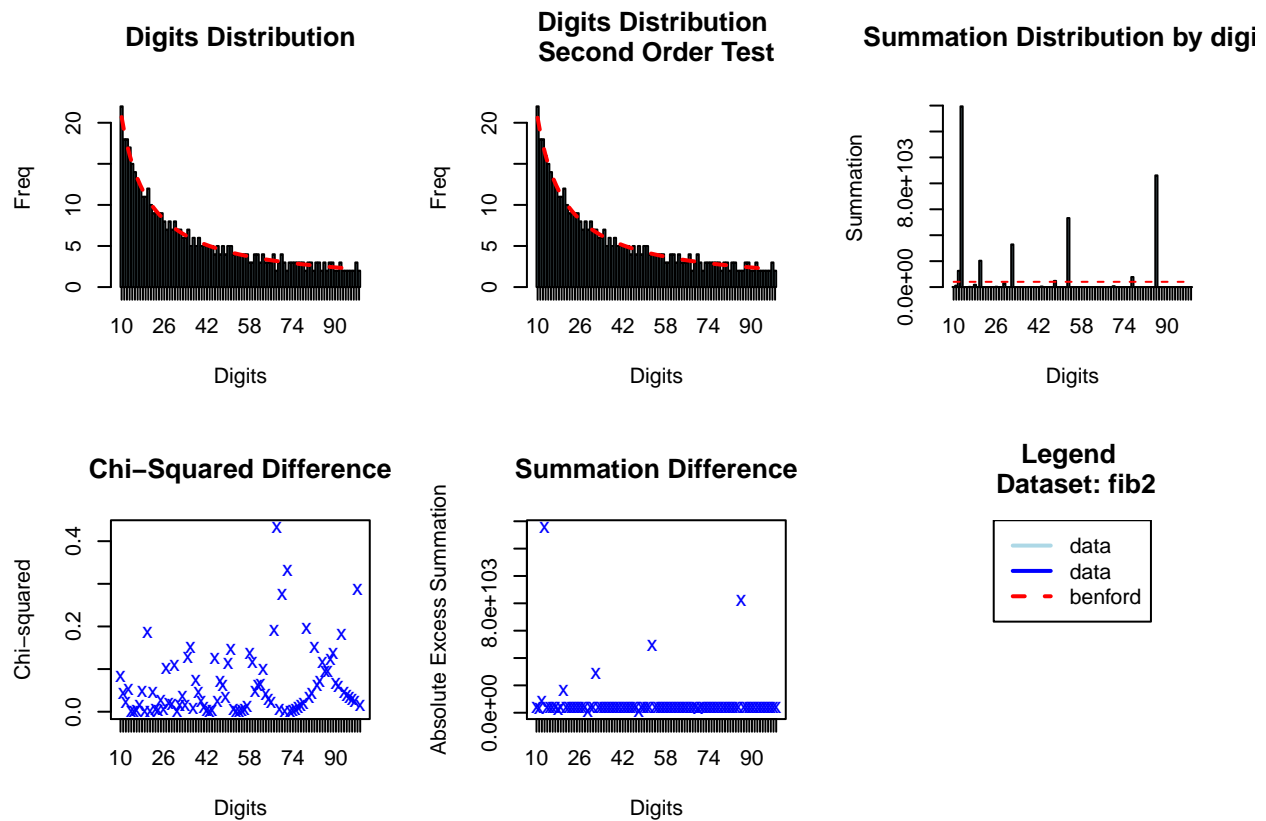 Digits Distribution
Freq
0 5 10 20
10 26 42 58 74 90
Digits
Digits Distribution
Second Order Test
Freq
0 5 10 20
10 26 42 58 74 90
Digits
Summation Distribution by digi
Summation
0.0e+00 8.0e+103
10 26 42 58 74 90
Digits
Chi−Squared Difference
Chi−squared
0.0 0.2 0.4
10 26 42 58 74 90
Digits
Summation Difference
Absolute Excess Summation
0.0e+00 8.0e+103
10 26 42 58 74 90
Digits
Legend
Dataset: fib2
data
data
benford